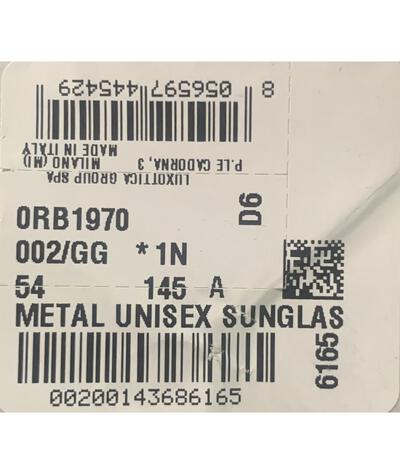 8 056597 445429
LUXOTTICA GROUP SPA
P.LE CADORNA, 3 MILANO (MI)
MADE IN ITALY
0RB1970
D6
002/GG * 1N
54 145 A
METAL UNISEX SUNGLAS
6165
00200143686165